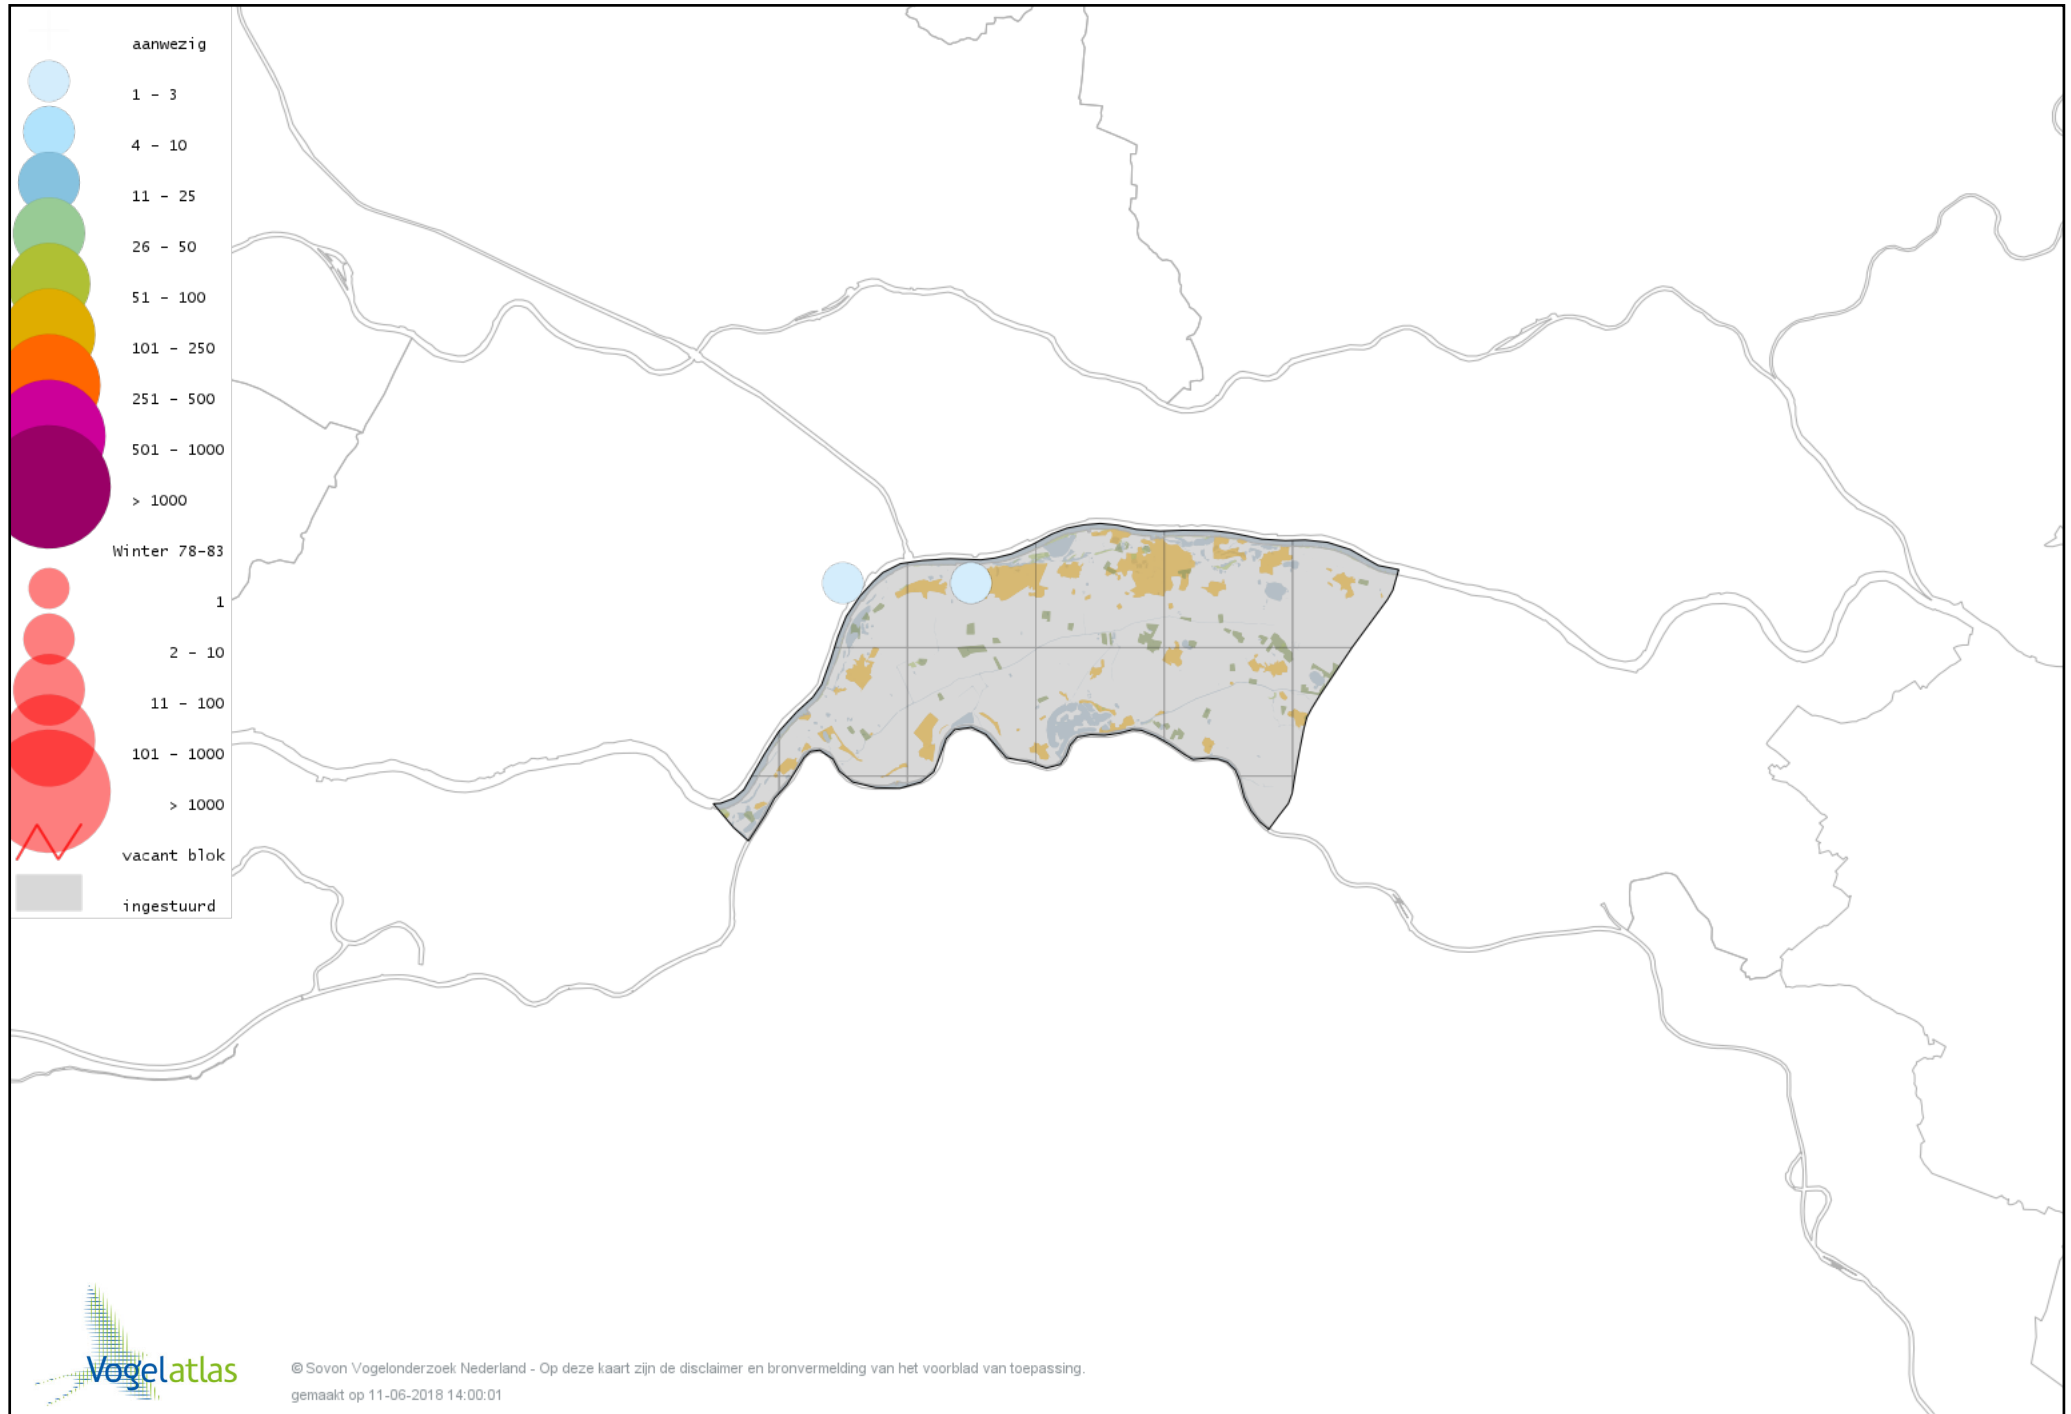 aanwezig
1 - 3
4 - 10
11 - 25
26 - 50
51 - 100
101 - 250
251 - 500
501 - 1000
> 1000
Winter 78-83
1
2 - 10
11 - 100
101 - 1000
> 1000
vacant blok
ingestuurd
Vogelatlas
© Sovon Vogelonderzoek Nederland - Op deze kaart zijn de disclaimer en bronvermelding van het voorblad van toepassing.
gemaakt op 11-06-2018 14:00:01